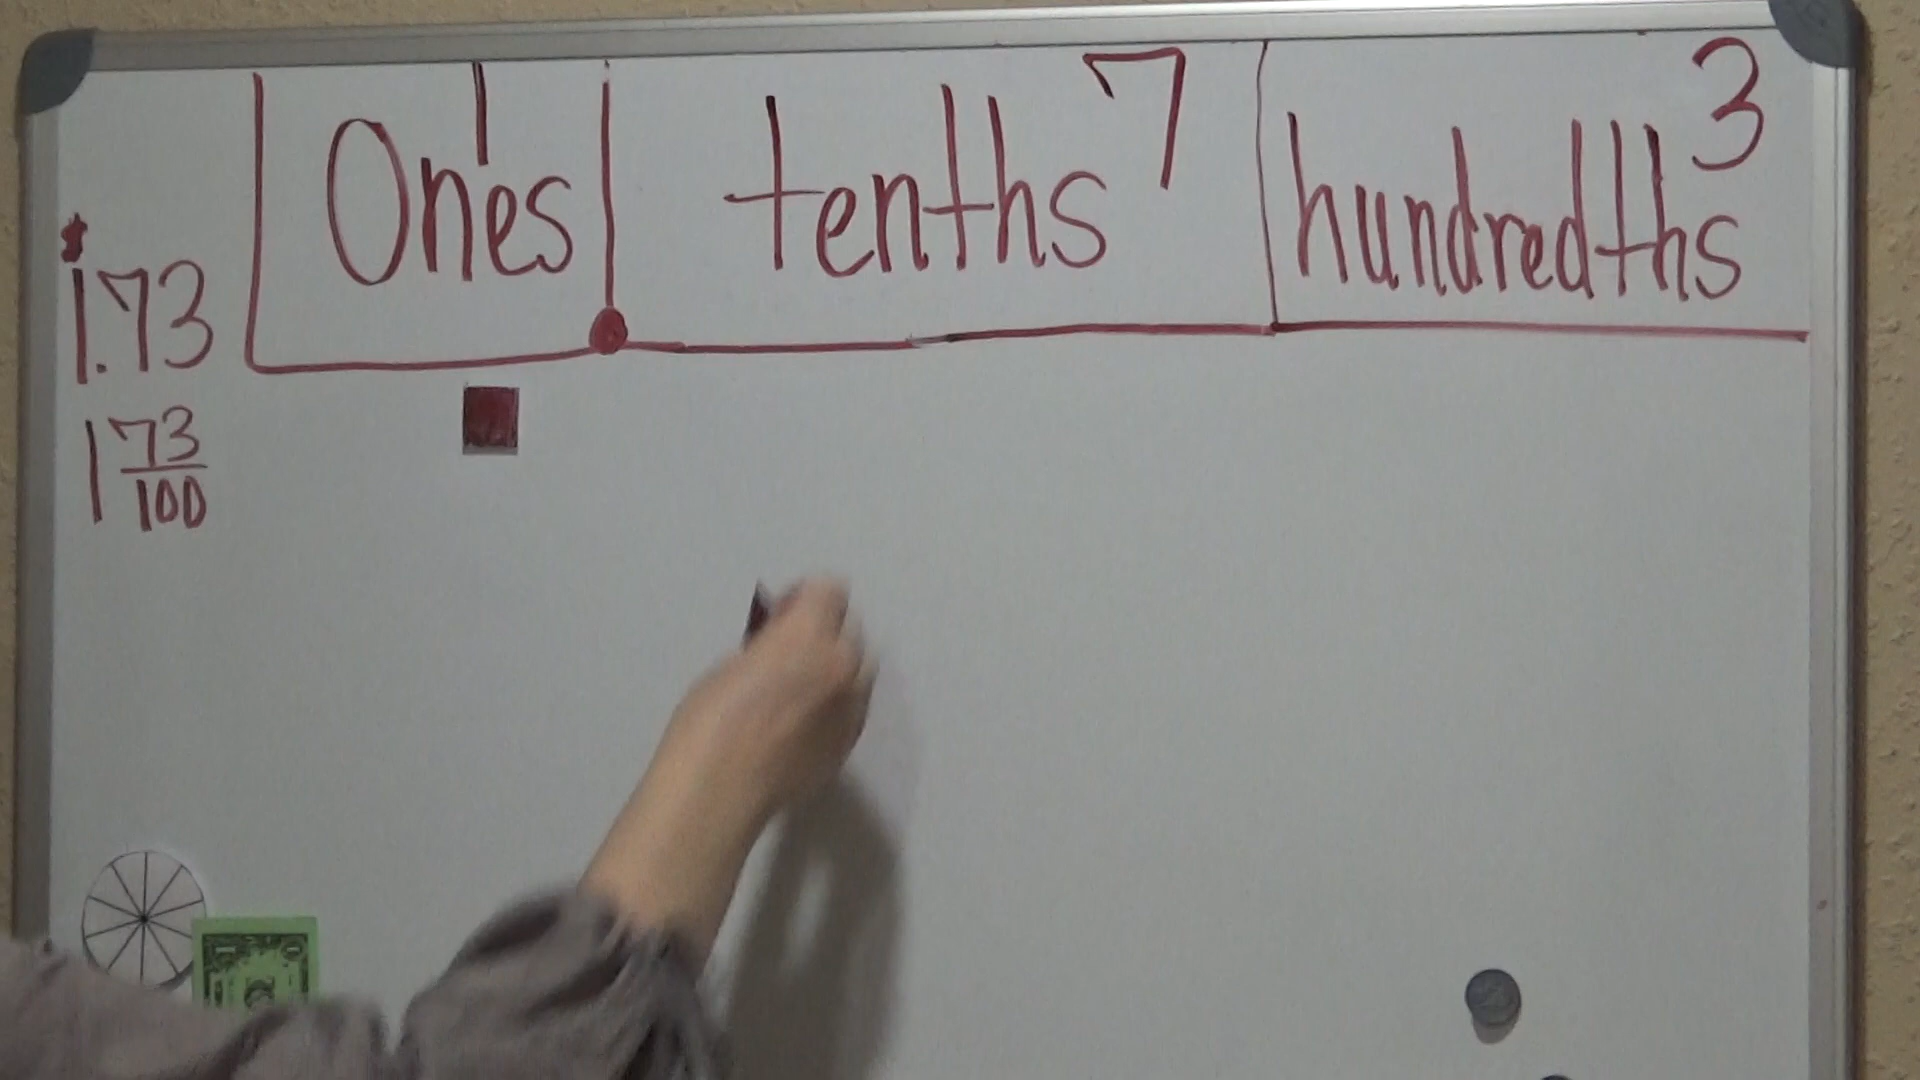 1 7 3
Ones tenths hundredths
$
1.73
1 73/100